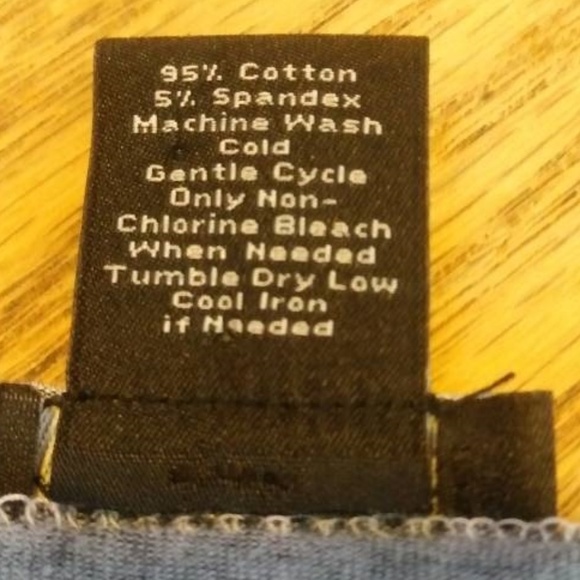 95% Cotton
5% Spandex
Machine Wash
Cold
Gentle Cycle
Only Non-
Chlorine Bleach
When Needed
Tumble Dry Low
Cool Iron
if Needed